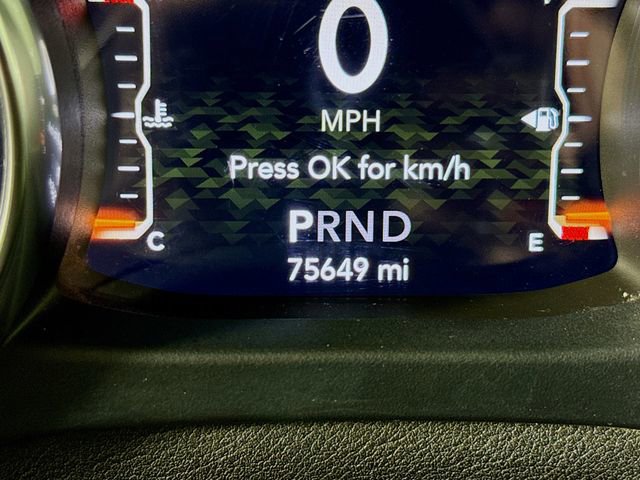 0
MPH
Press OK for km/h
PRND
C E
75649 mi